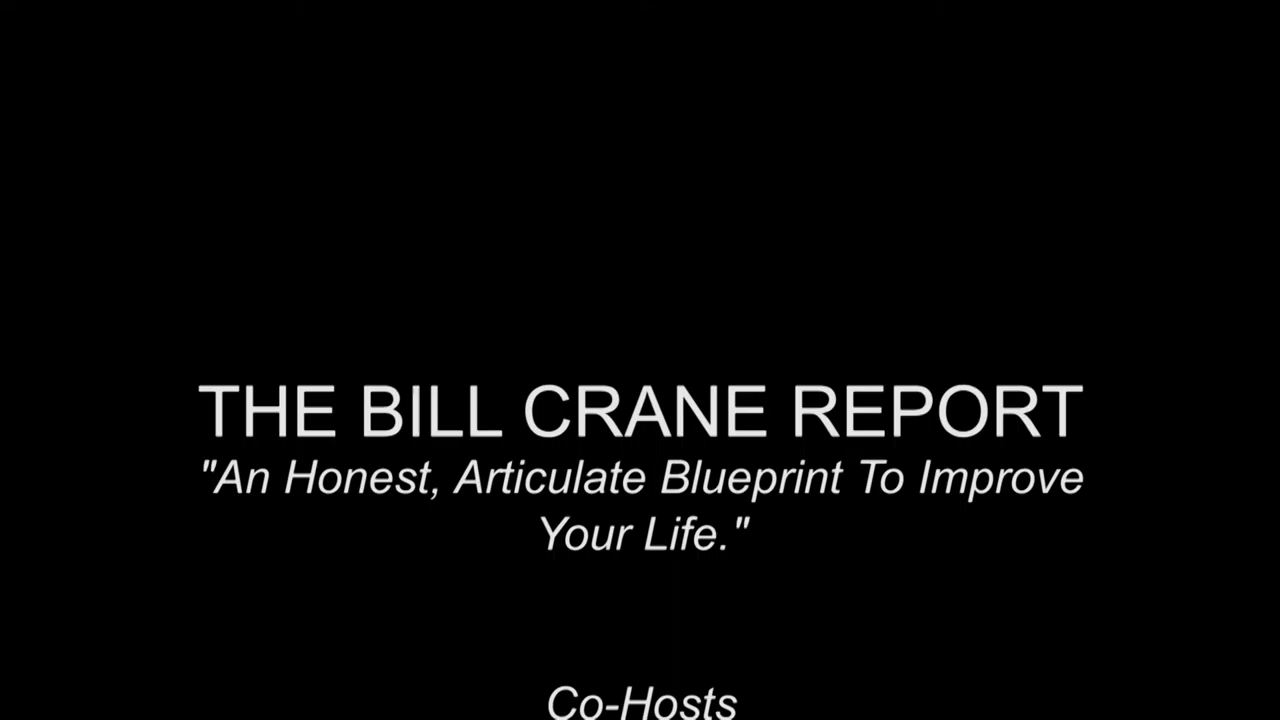 THE BILL CRANE REPORT
"An Honest, Articulate Blueprint To Improve
Your Life."
Co-Hosts